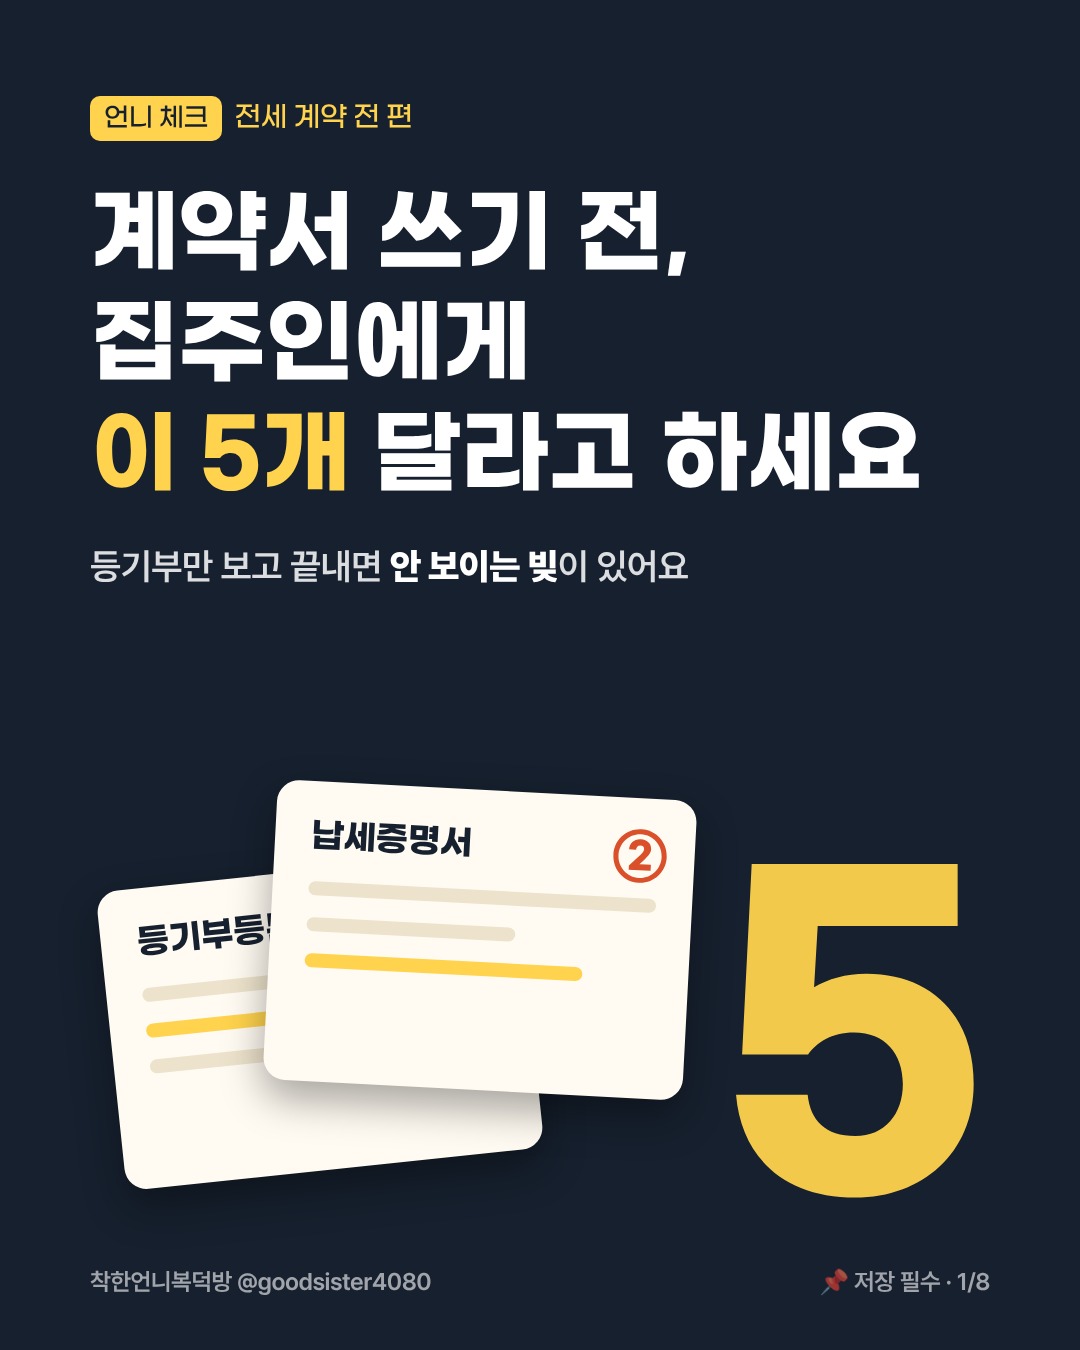 언니 체크 전세 계약 전 편
계약서 쓰기 전,
집주인에게
이 5개 달라고 하세요
등기부만 보고 끝내면 안 보이는 빚이 있어요
납세증명서 ②
등기부등
5
착한언니복덕방 @goodsister4080
📌 저장 필수 · 1/8